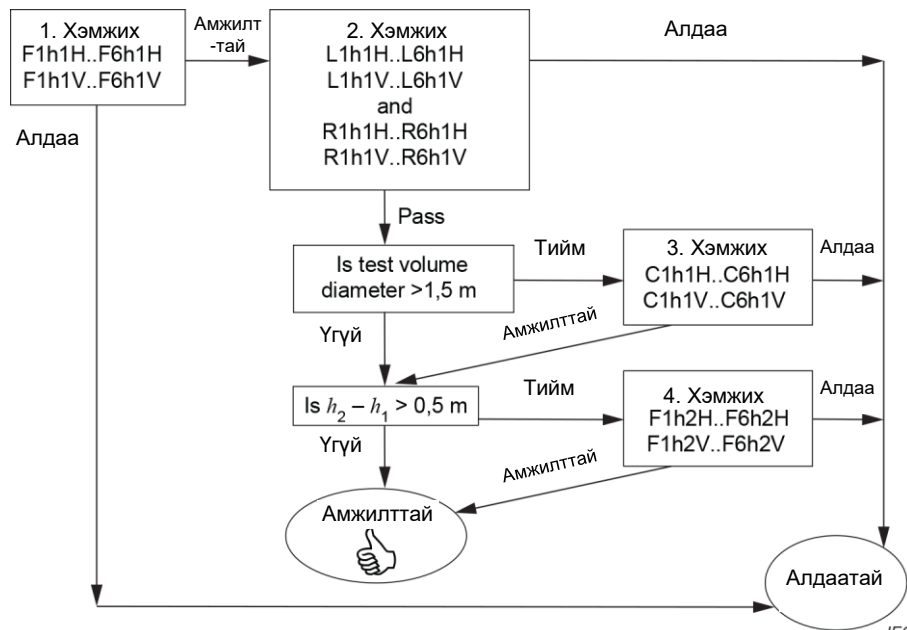 1. Хэмжих
F1h1H..F6h1H
F1h1V..F6h1V
Амжилт
-тай
2. Хэмжих
L1h1H..L6h1H
L1h1V..L6h1V
and
R1h1H..R6h1H
R1h1V..R6h1V
Алдаа
Алдаа
Pass
Is test volume
diameter >1,5 m
Тийм
3. Хэмжих
C1h1H..C6h1H
C1h1V..C6h1V
Алдаа
Үгүй
Амжилттай
Is h₂ – h₁ > 0,5 m
Тийм
4. Хэмжих
F1h2H..F6h2H
F1h2V..F6h2V
Алдаа
Үгүй
Амжилттай
Амжилттай
Алдаатай